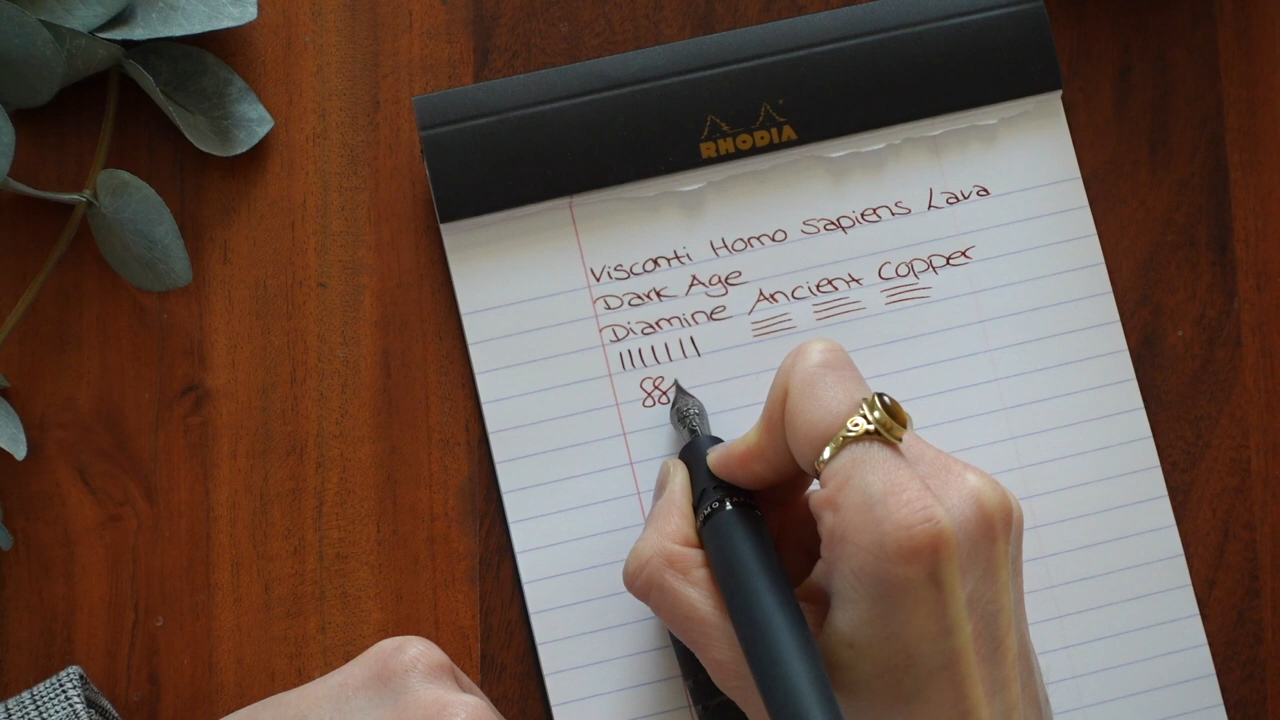 RHODIA
Visconti Homo Sapiens Lava
Dark Age
Diamine Ancient Copper
88